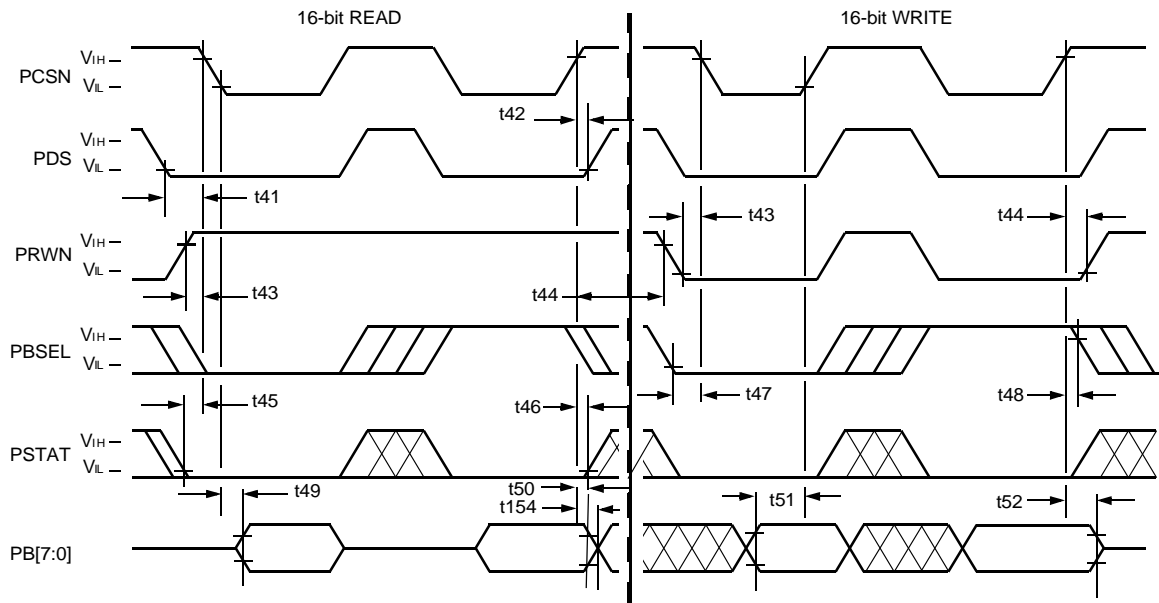 16-bit READ
16-bit WRITE
PCSN
VIH
VIL
t42
PDS
VIH
VIL
t41
t43
t44
PRWN
VIH
VIL
t43
t44
PBSEL
VIH
VIL
t45
t46
t47
t48
PSTAT
VIH
VIL
t49
t50
t51
t52
t154
PB[7:0]